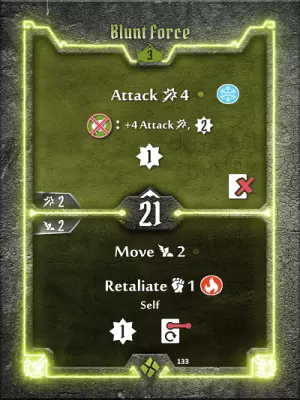 Blunt Force
3
Attack 4
: +4 Attack , 2
1
2
21
2
Move 2
Retaliate 1
Self
1
133